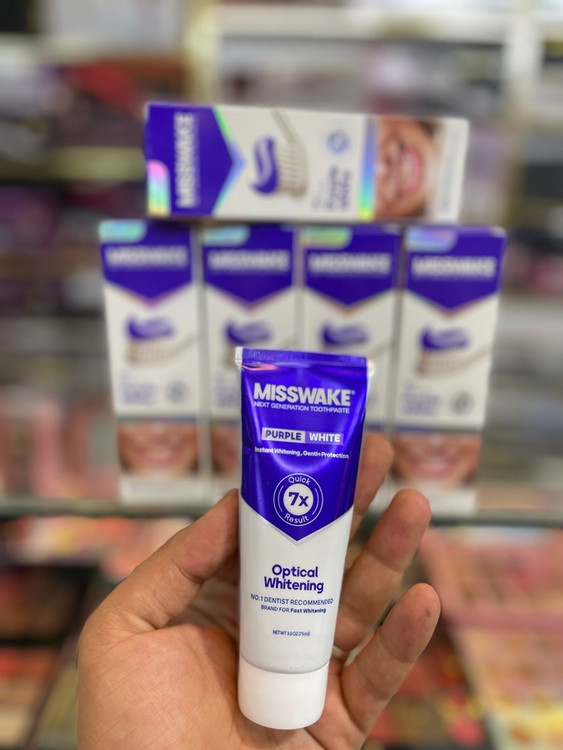 MISSWAKE
MISSWAKE
MISSWAKE
MISSWAKE
MISSWAKE
MISSWAKE®
NEXT GENERATION TOOTHPASTE
PURPLE WHITE
Instant Whitening, Gentle Protection
Quick
7x
Result
Optical
Whitening
NO.1 DENTIST RECOMMENDED
BRAND FOR Fast Whitening